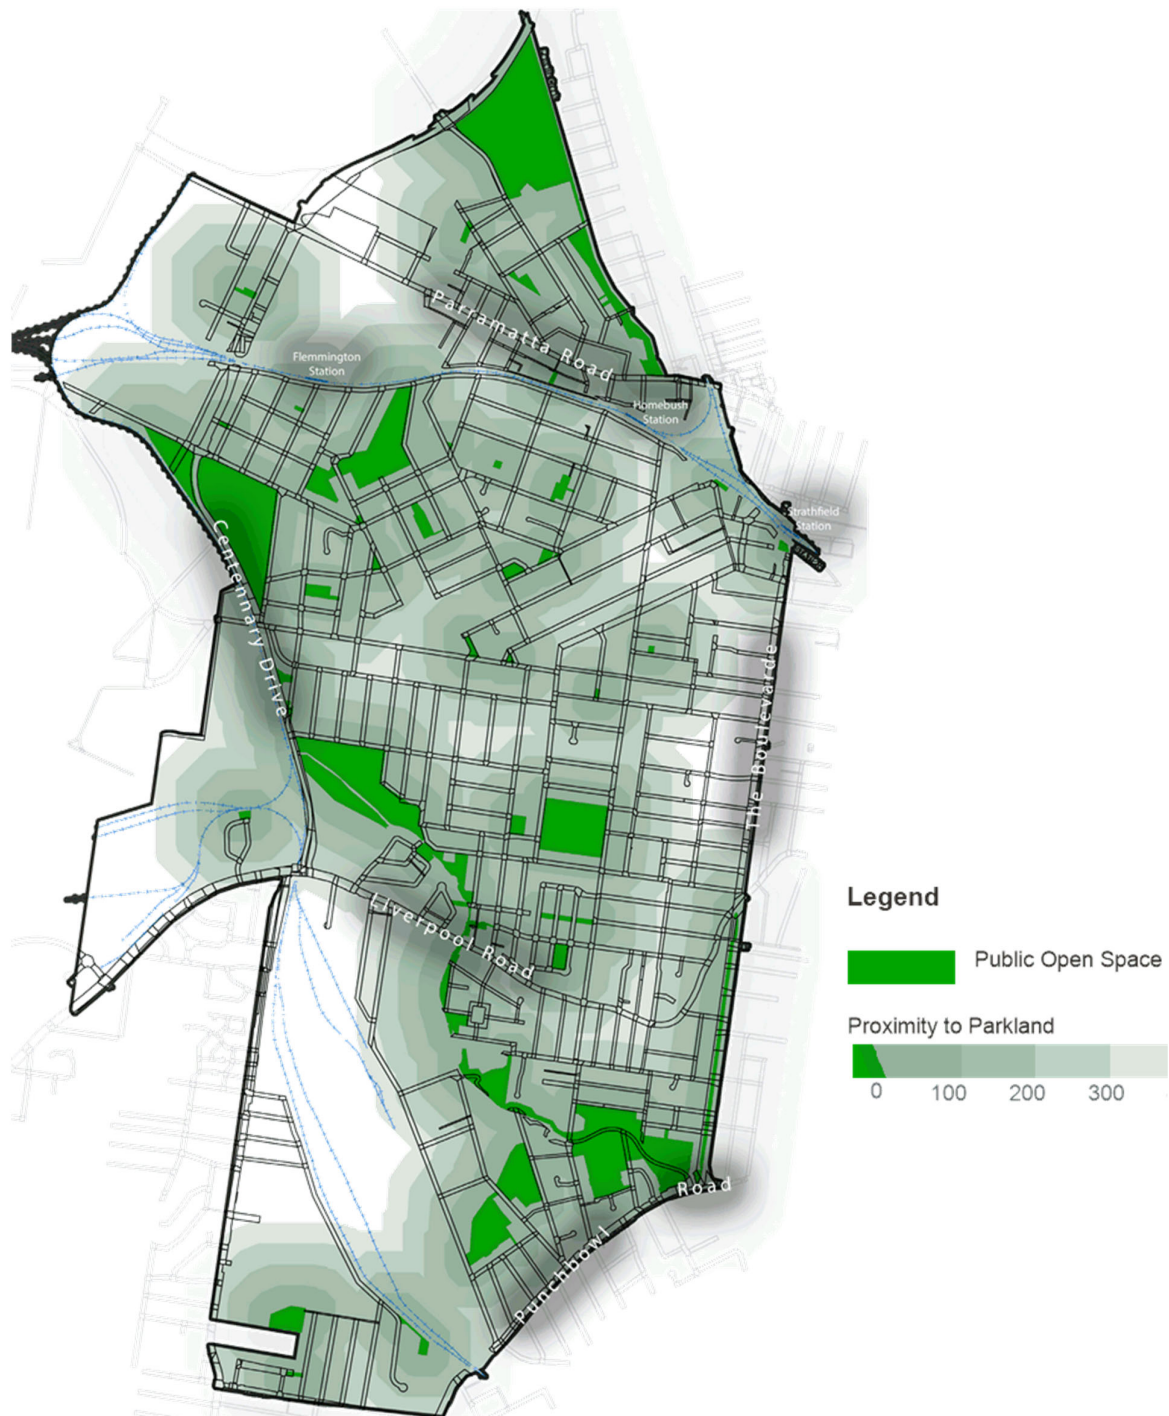 Parramatta Road
Flemmington
Station
Homebush
Station
Strathfield
Station
Centennary Drive
The Boulevarde
Liverpool Road
Punchbowl Road
Legend
Public Open Space
Proximity to Parkland
0 100 200 300